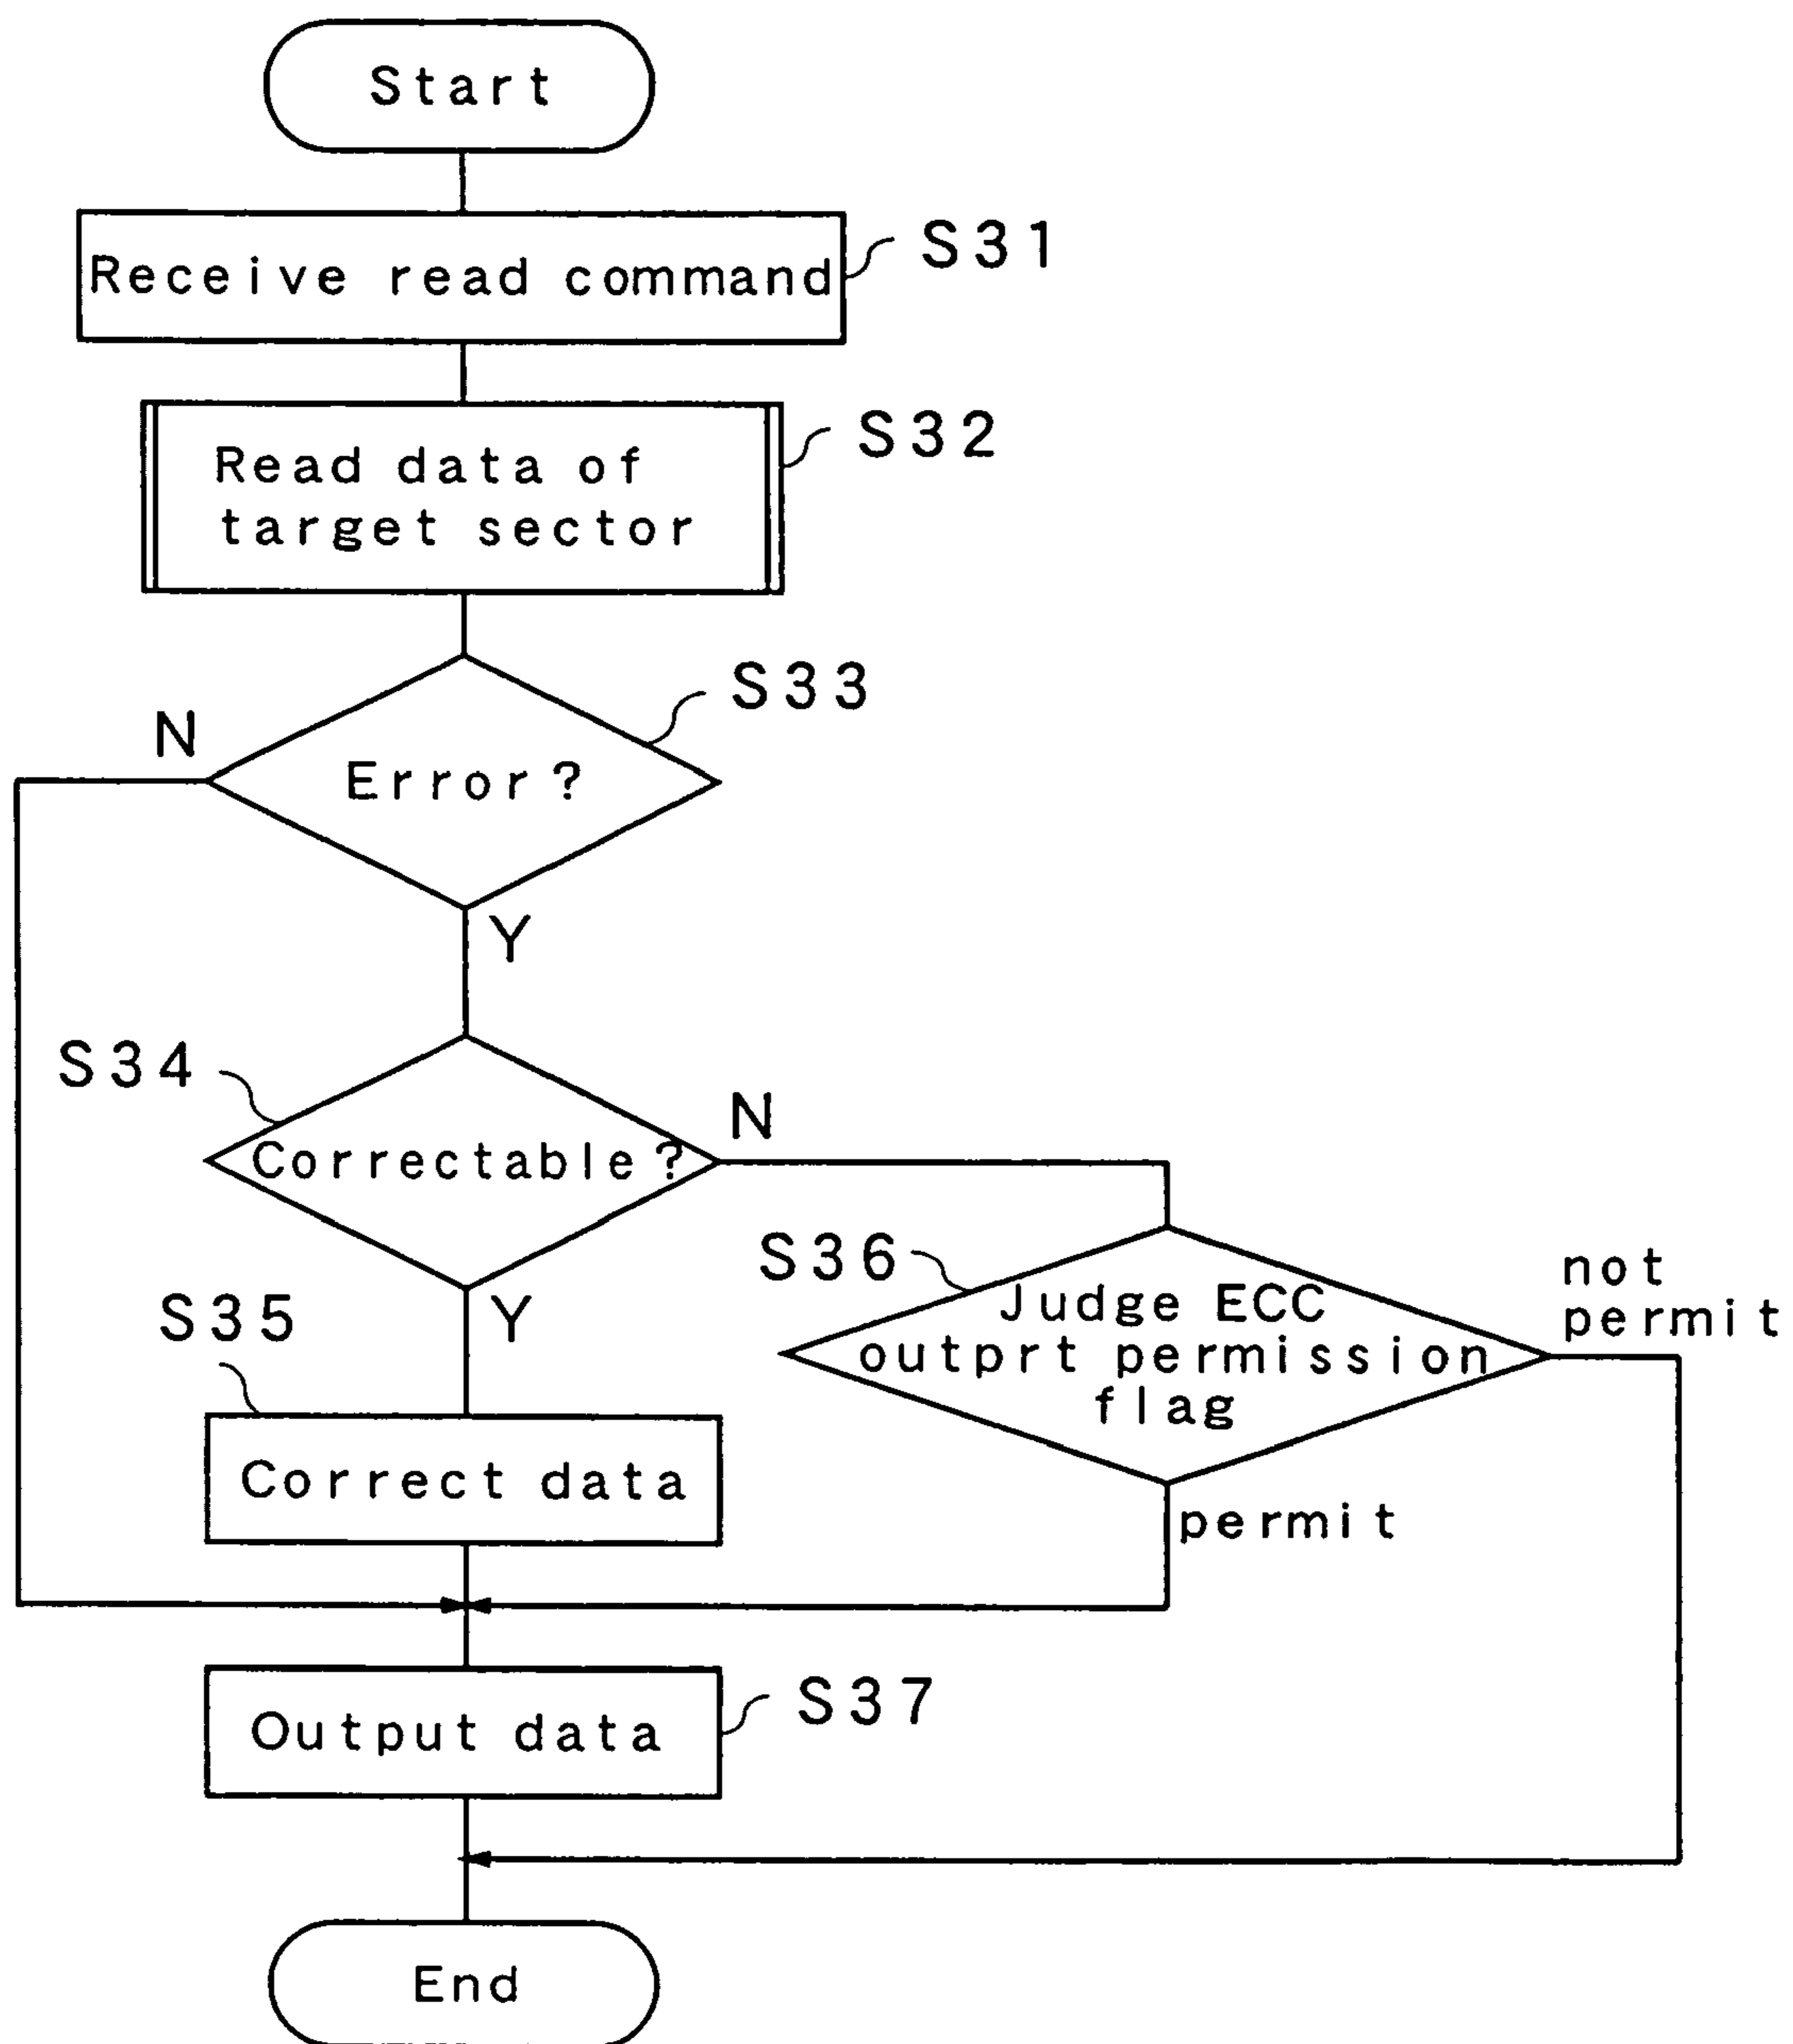 Start
Receive read command
S31
Read data of
target sector
S32
S33
N
Error?
Y
S34
N
Correctable?
S36
not
permit
Judge ECC
outprt permission
flag
S35
Y
Correct data
permit
Output data
S37
End